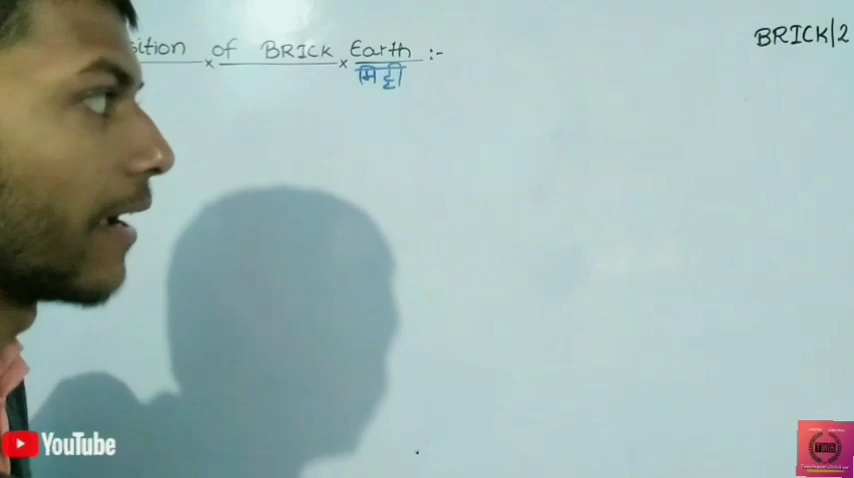 sition of BRICK Earth :-
मिट्टी
BRICK/2
YouTube